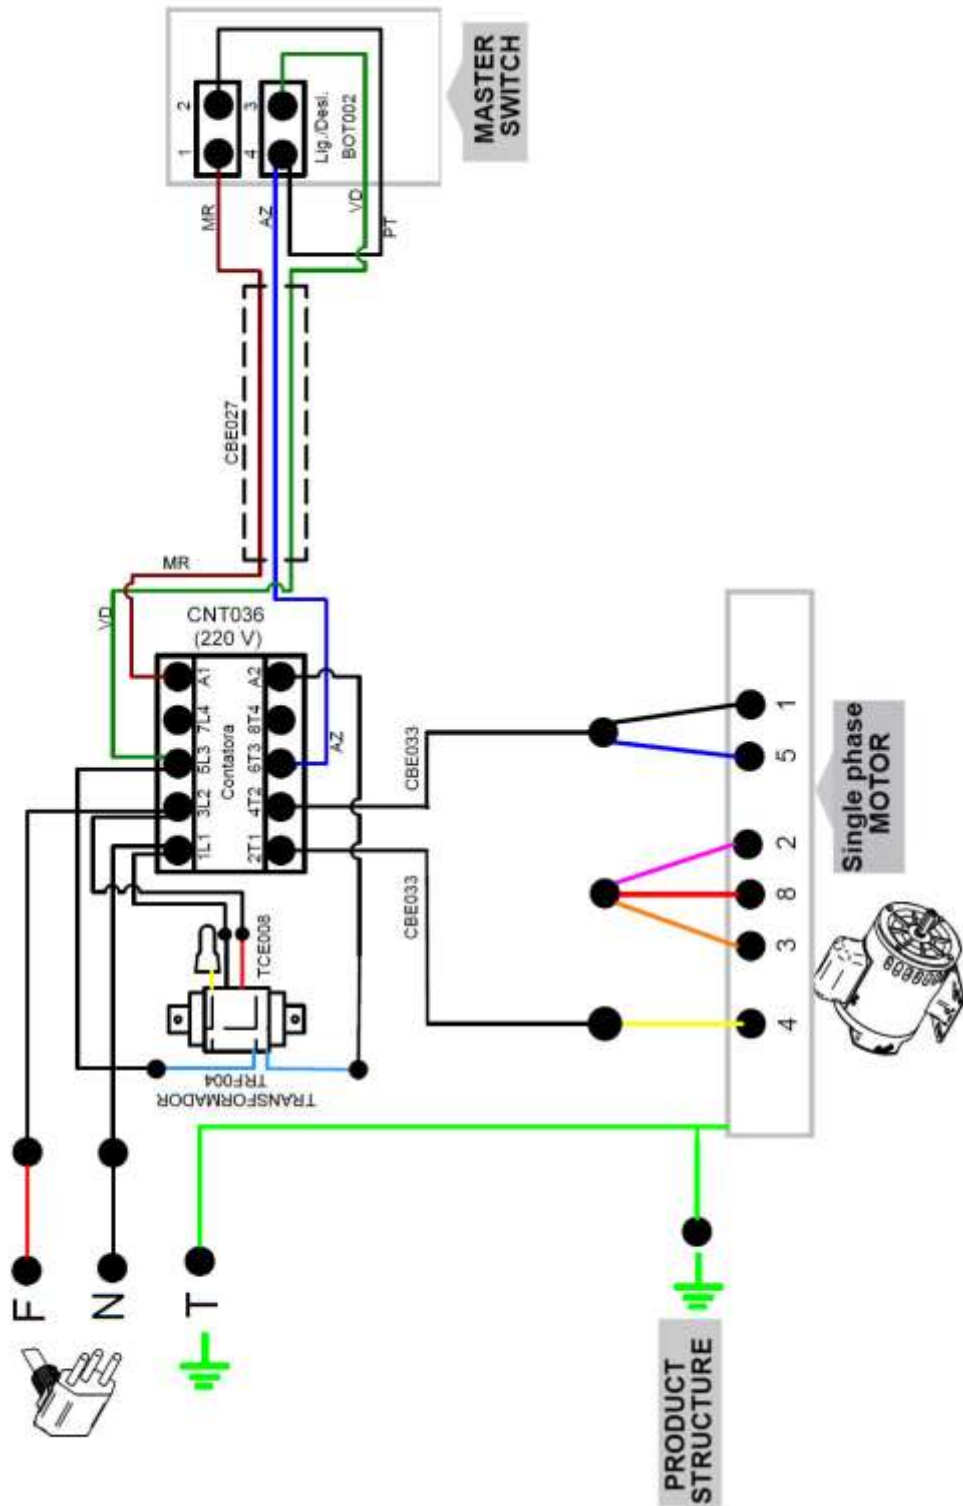 MASTER
SWITCH
1
2
4
3
Lig./Desl.
BOT002
MR
AZ
VD
PT
CBE027
MR
VD
CNT036
(220 V)
1L1
3L2
5L3
7L4
A1
Contatora
2T1
4T2
6T3
8T4
A2
AZ
CBE033
CBE033
TCE008
TRANSFORMADOR
TRF004
4
3
8
2
5
1
Single phase
MOTOR
F
N
T
PRODUCT
STRUCTURE